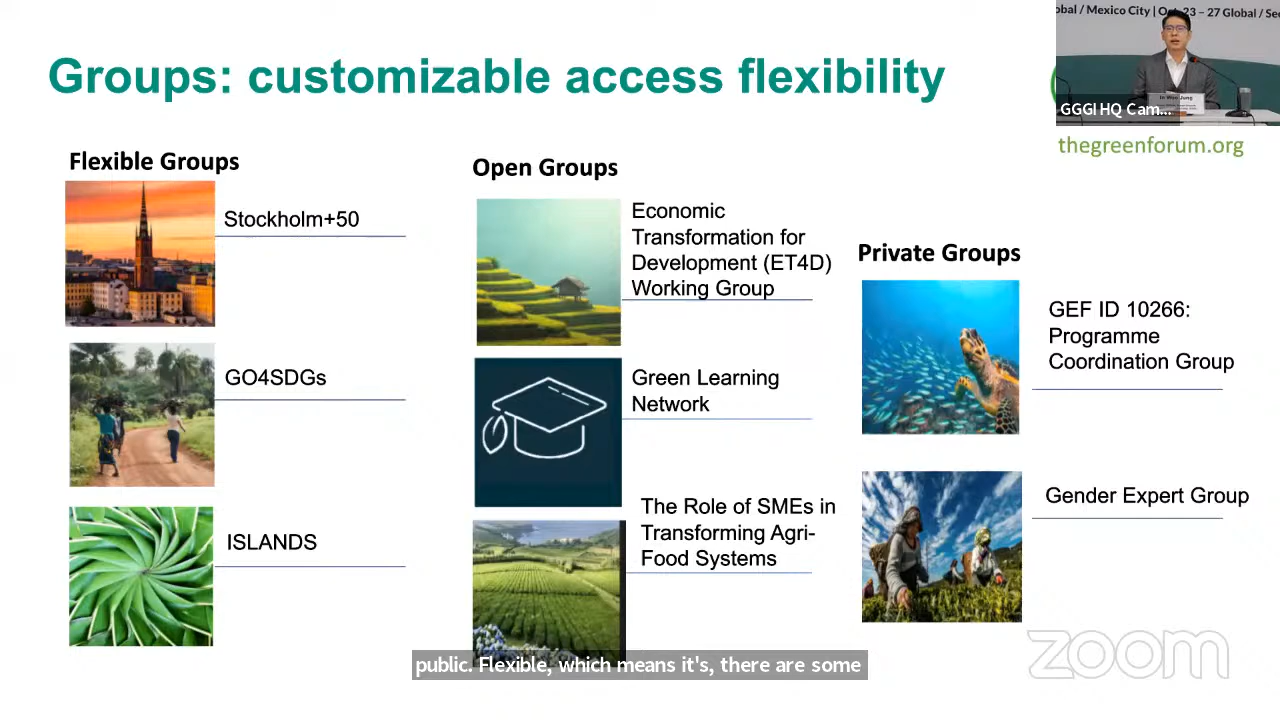 Groups: customizable access flexibility
obal / Mexico City | Oct 23 – 27 Global / Se
GGGI HQ Cam...
thegreenforum.org
Flexible Groups
Stockholm+50
GO4SDGs
ISLANDS
Open Groups
Economic
Transformation for
Development (ET4D)
Working Group
Green Learning
Network
The Role of SMEs in
Transforming Agri-
Food Systems
Private Groups
GEF ID 10266:
Programme
Coordination Group
Gender Expert Group
public. Flexible, which means it's, there are some
zoom